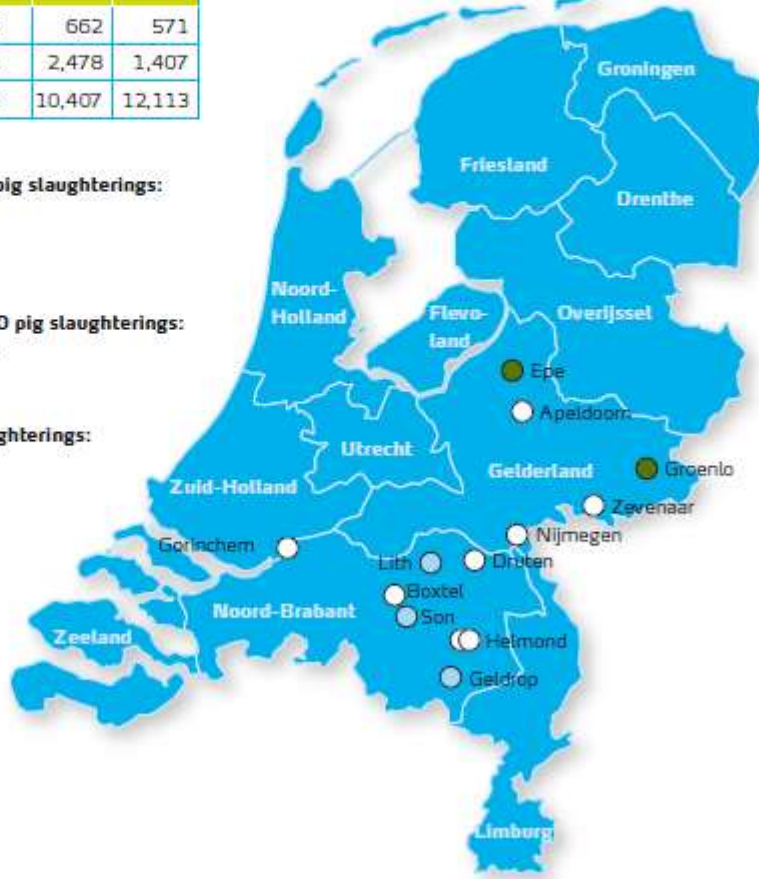 662 571
2,478 1,407
10,407 12,113
pig slaughterings:
0 pig slaughterings:
ghterings:
Groningen
Friesland
Drenthe
Noord-
Holland
Flevo-
land
Overijssel
Epe
Apeldoorn
Utrecht
Gelderland
Groenlo
Zuid-Holland
Zevenaar
Gorinchem
Nijmegen
Lith
Druten
Boxtel
Noord-Brabant
Son
Zeeland
Helmond
Geldrop
Limburg